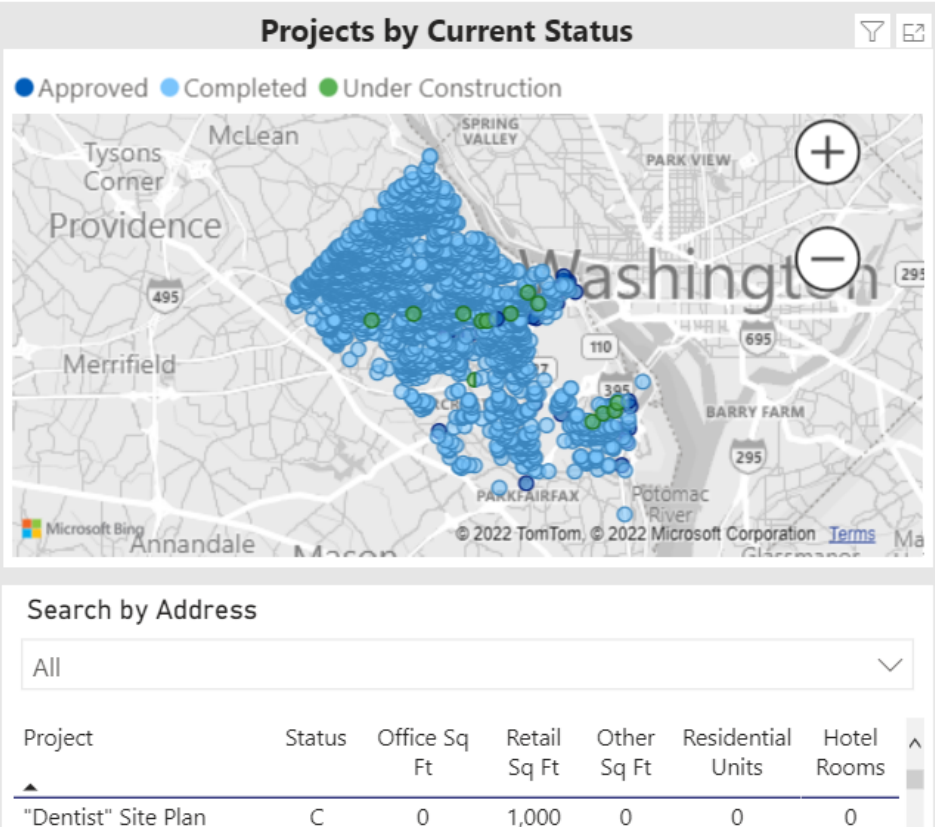 Projects by Current Status
Approved Completed Under Construction
McLean
SPRING
VALLEY
Tysons
Corner
PARK VIEW
Providence
Washington
295
495
110
695
Merrifield
395
BARRY FARM
295
PARKFAIRFAX
Potomac
River
Microsoft Bing
© 2022 TomTom, © 2022 Microsoft Corporation Terms
Annandale
Mason
Glassmanor
Search by Address
All
Project Status Office Sq Ft Retail Sq Ft Other Sq Ft Residential Units Hotel Rooms
"Dentist" Site Plan C 0 1,000 0 0 0